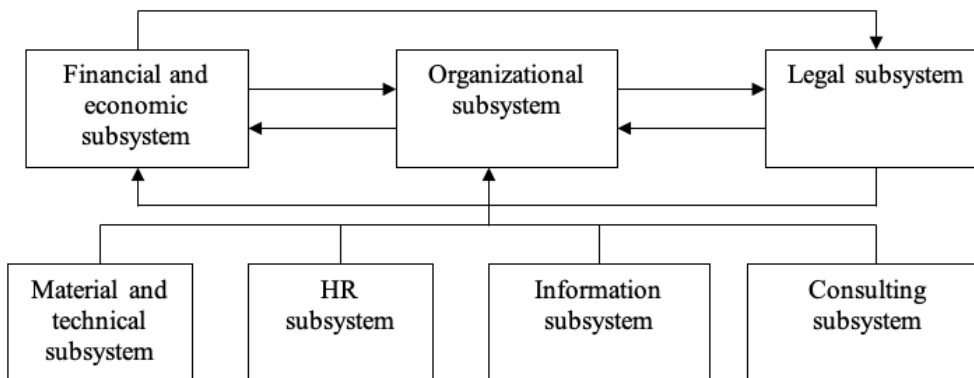 Financial and
economic
subsystem
Organizational
subsystem
Legal subsystem
Material and
technical
subsystem
HR
subsystem
Information
subsystem
Consulting
subsystem